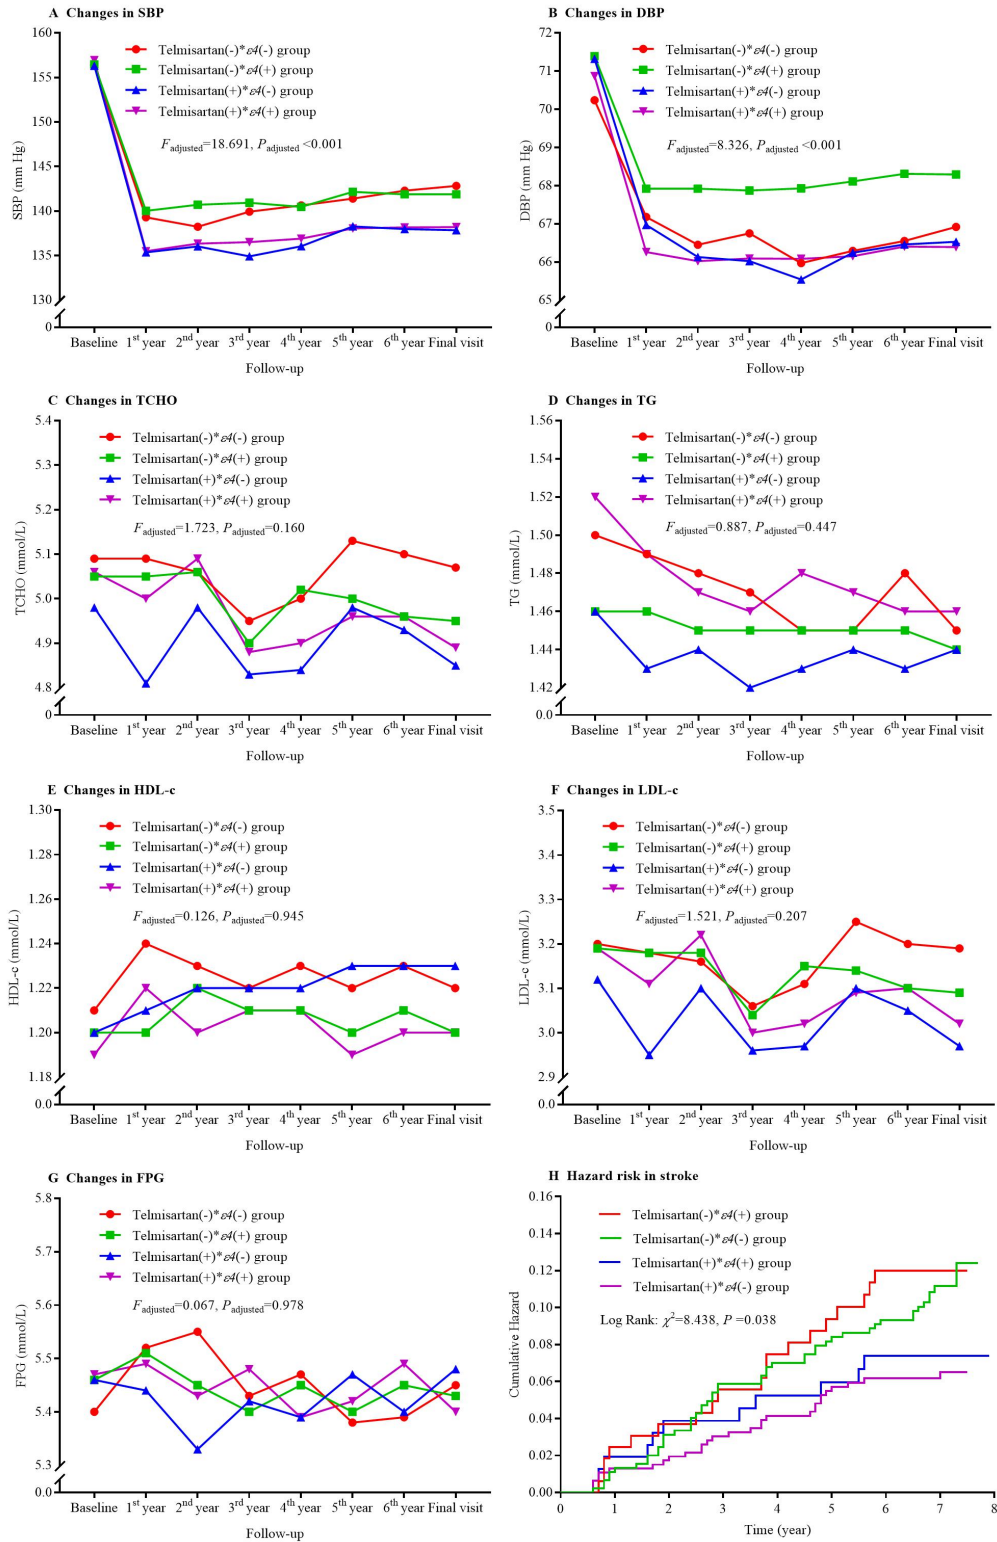 A Changes in SBP
160
155
150
145
140
135
130
0
SBP (mm Hg)
Telmisartan(-)*ε4(-) group
Telmisartan(-)*ε4(+) group
Telmisartan(+)*ε4(-) group
Telmisartan(+)*ε4(+) group
Fadjusted=18.691, Padjusted <0.001
Baseline 1st year 2nd year 3rd year 4th year 5th year 6th year Final visit
Follow-up
B Changes in DBP
72
71
70
69
68
67
66
65
0
DBP (mm Hg)
Telmisartan(-)*ε4(-) group
Telmisartan(-)*ε4(+) group
Telmisartan(+)*ε4(-) group
Telmisartan(+)*ε4(+) group
Fadjusted=8.326, Padjusted <0.001
Baseline 1st year 2nd year 3rd year 4th year 5th year 6th year Final visit
Follow-up
C Changes in TCHO
5.4
5.3
5.2
5.1
5.0
4.9
4.8
0
TCHO (mmol/L)
Telmisartan(-)*ε4(-) group
Telmisartan(-)*ε4(+) group
Telmisartan(+)*ε4(-) group
Telmisartan(+)*ε4(+) group
Fadjusted=1.723, Padjusted=0.160
Baseline 1st year 2nd year 3rd year 4th year 5th year 6th year Final visit
Follow-up
D Changes in TG
1.56
1.54
1.52
1.50
1.48
1.46
1.44
1.42
0.0
TG (mmol/L)
Telmisartan(-)*ε4(-) group
Telmisartan(-)*ε4(+) group
Telmisartan(+)*ε4(-) group
Telmisartan(+)*ε4(+) group
Fadjusted=0.887, Padjusted=0.447
Baseline 1st year 2nd year 3rd year 4th year 5th year 6th year Final visit
Follow-up
E Changes in HDL-c
1.30
1.28
1.26
1.24
1.22
1.20
1.18
0.0
HDL-c (mmol/L)
Telmisartan(-)*ε4(-) group
Telmisartan(-)*ε4(+) group
Telmisartan(+)*ε4(-) group
Telmisartan(+)*ε4(+) group
Fadjusted=0.126, Padjusted=0.945
Baseline 1st year 2nd year 3rd year 4th year 5th year 6th year Final visit
Follow-up
F Changes in LDL-c
3.5
3.4
3.3
3.2
3.1
3.0
2.9
0.0
LDL-c (mmol/L)
Telmisartan(-)*ε4(-) group
Telmisartan(-)*ε4(+) group
Telmisartan(+)*ε4(-) group
Telmisartan(+)*ε4(+) group
Fadjusted=1.521, Padjusted=0.207
Baseline 1st year 2nd year 3rd year 4th year 5th year 6th year Final visit
Follow-up
G Changes in FPG
5.8
5.7
5.6
5.5
5.4
5.3
0.0
FPG (mmol/L)
Telmisartan(-)*ε4(-) group
Telmisartan(-)*ε4(+) group
Telmisartan(+)*ε4(-) group
Telmisartan(+)*ε4(+) group
Fadjusted=0.067, Padjusted=0.978
Baseline 1st year 2nd year 3rd year 4th year 5th year 6th year Final visit
Follow-up
H Hazard risk in stroke
0.16
0.14
0.12
0.10
0.08
0.06
0.04
0.02
0.00
Cumulative Hazard
Telmisartan(-)*ε4(+) group
Telmisartan(-)*ε4(-) group
Telmisartan(+)*ε4(+) group
Telmisartan(+)*ε4(-) group
Log Rank: χ²=8.438, P =0.038
0 1 2 3 4 5 6 7 8
Time (year)